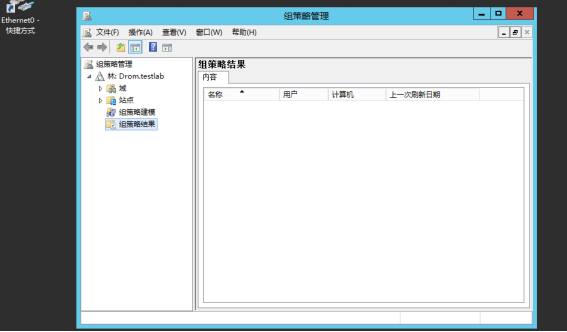 Ethernet0 -
快捷方式
组策略管理
文件(F) 操作(A) 查看(V) 窗口(W) 帮助(H)
组策略管理
林: Drom.testlab
域
站点
组策略建模
组策略结果
组策略结果
内容
名称 用户 计算机 上一次刷新日期